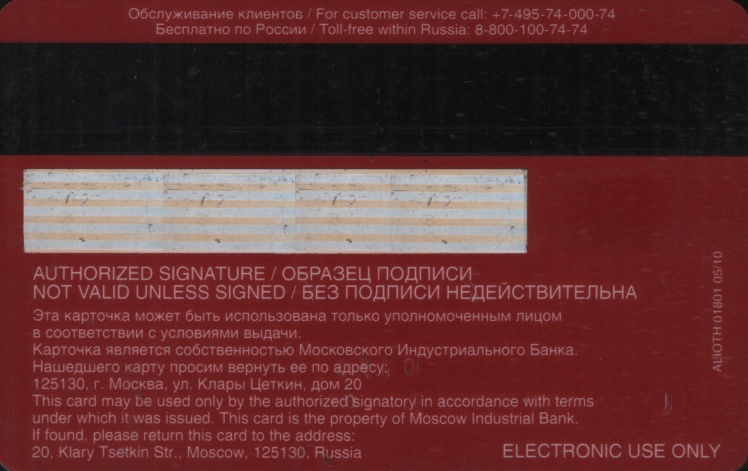 Обслуживание клиентов / For customer service call: +7-495-74-000-74
Бесплатно по России / Toll-free within Russia: 8-800-100-74-74
AUTHORIZED SIGNATURE / ОБРАЗЕЦ ПОДПИСИ
NOT VALID UNLESS SIGNED / БЕЗ ПОДПИСИ НЕДЕЙСТВИТЕЛЬНА
Эта карточка может быть использована только уполномоченным лицом
в соответствии с условиями выдачи.
Карточка является собственностью Московского Индустриального Банка.
Нашедшего карту просим вернуть ее по адресу:
125130, г. Москва, ул. Клары Цеткин, дом 20
This card may be used only by the authorized signatory in accordance with terms
under which it was issued. This card is the property of Moscow Industrial Bank.
If found, please return this card to the address:
20, Klary Tsetkin Str., Moscow, 125130, Russia
ELECTRONIC USE ONLY
ALIOTH 01801 05/10